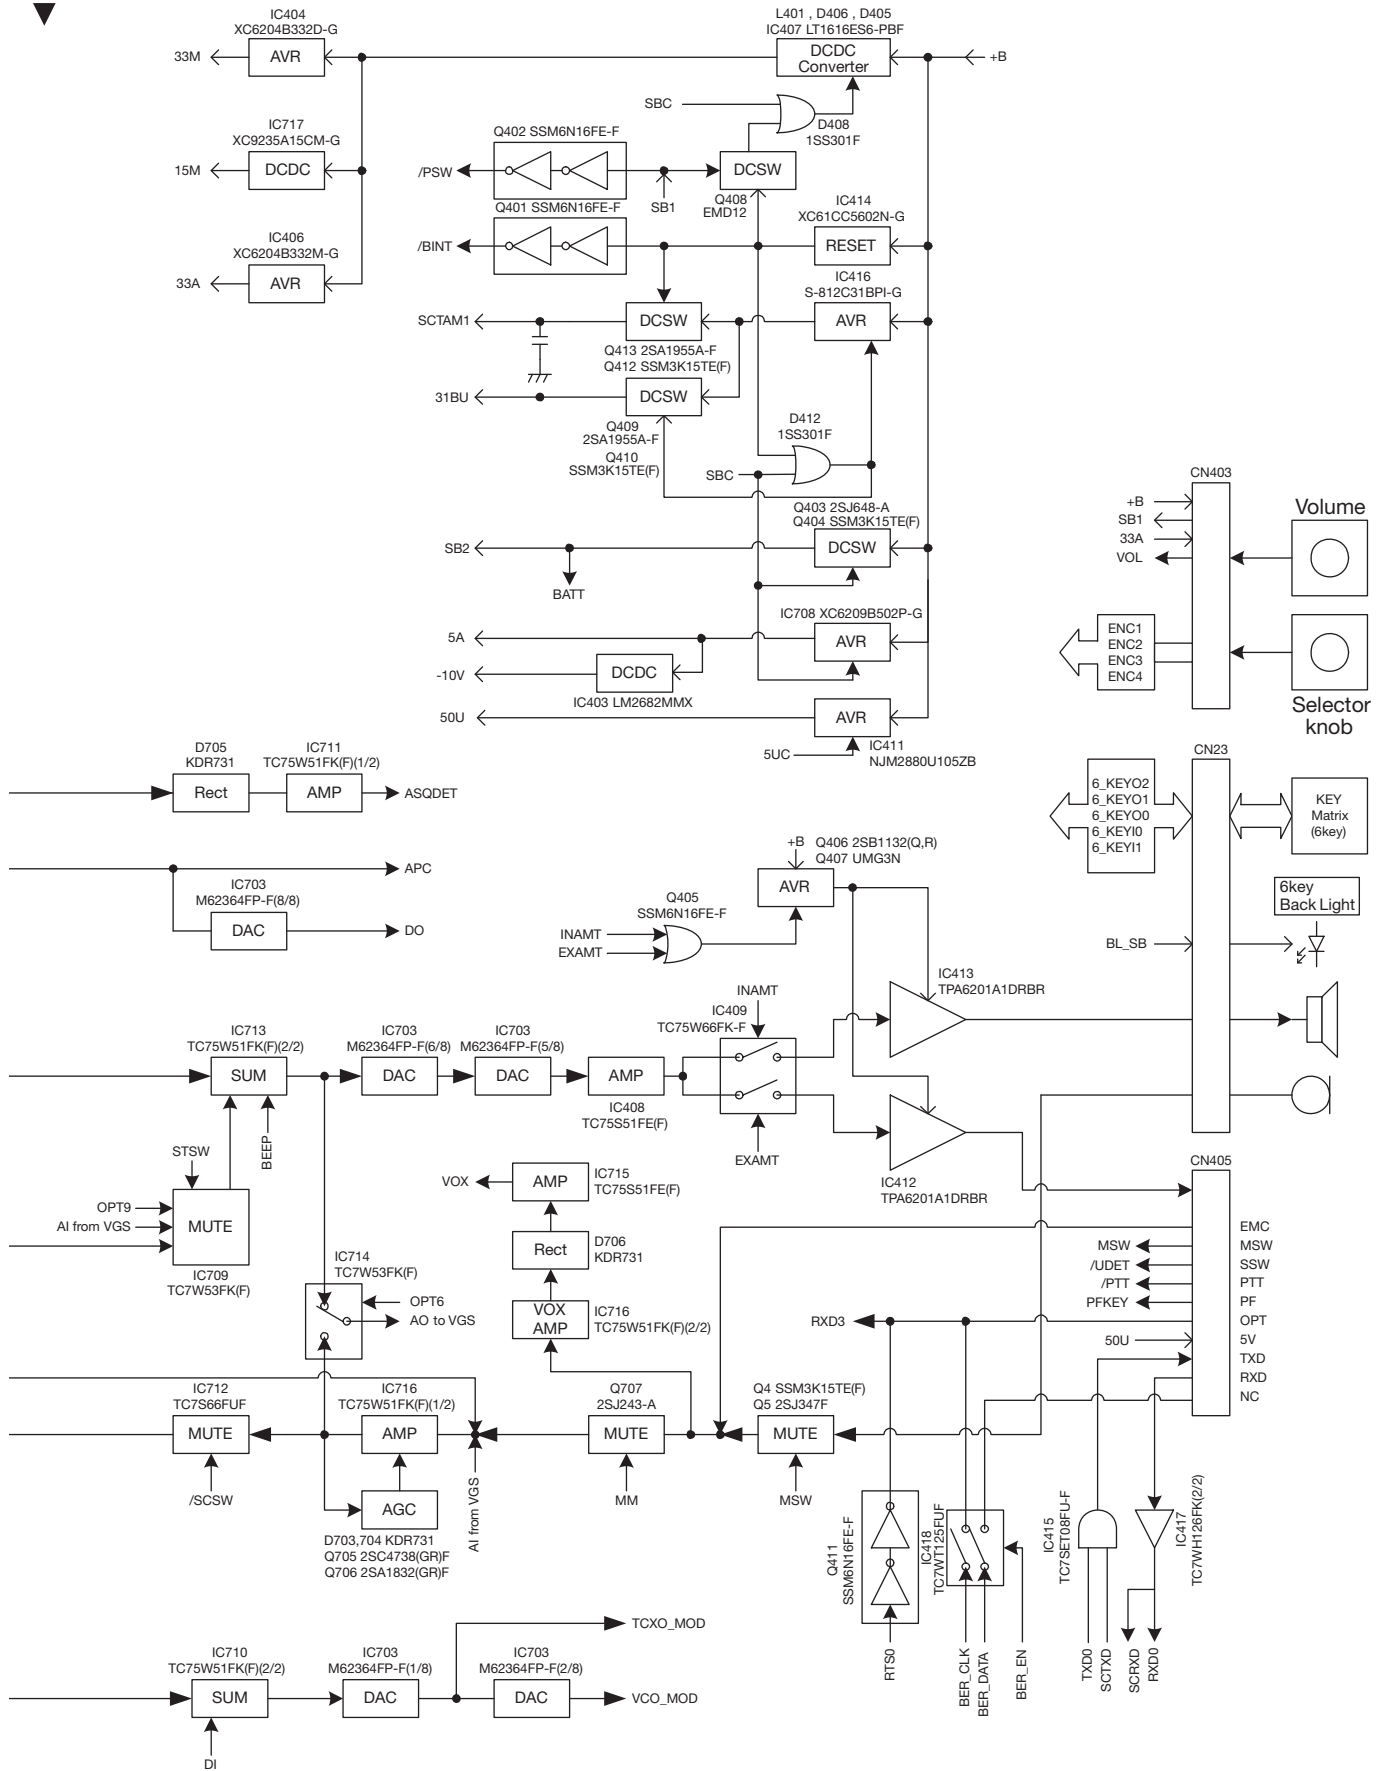 IC404
XC6204B332D-G
33M
AVR
L401 , D406 , D405
IC407 LT1616ES6-PBF
DCDC
Converter
+B
SBC
D408
1SS301F
IC717
XC9235A15CM-G
15M
DCDC
Q402 SSM6N16FE-F
/PSW
SB1
DCSW
Q408
EMD12
Q401 SSM6N16FE-F
/BINT
IC414
XC61CC5602N-G
RESET
IC406
XC6204B332M-G
33A
AVR
IC416
S-812C31BPI-G
SCTAM1
DCSW
AVR
Q413 2SA1955A-F
Q412 SSM3K15TE(F)
31BU
DCSW
Q409
2SA1955A-F
Q410
SSM3K15TE(F)
D412
1SS301F
SBC
Q403 2SJ648-A
Q404 SSM3K15TE(F)
SB2
DCSW
BATT
IC708 XC6209B502P-G
5A
AVR
-10V
DCDC
IC403 LM2682MMX
50U
AVR
5UC
IC411
NJM2880U105ZB
CN403
+B
SB1
33A
VOL
Volume
ENC1
ENC2
ENC3
ENC4
Selector
knob
D705
KDR731
IC711
TC75W51FK(F)(1/2)
Rect
AMP
ASQDET
APC
IC703
M62364FP-F(8/8)
DAC
DO
CN23
6_KEYO2
6_KEYO1
6_KEYO0
6_KEYI0
6_KEYI1
KEY
Matrix
(6key)
6key
Back Light
BL_SB
+B
Q406 2SB1132(Q,R)
Q407 UMG3N
AVR
Q405
SSM6N16FE-F
INAMT
EXAMT
IC413
TPA6201A1DRBR
INAMT
IC409
TC75W66FK-F
EXAMT
IC412
TPA6201A1DRBR
IC713
TC75W51FK(F)(2/2)
SUM
IC703
M62364FP-F(6/8)
DAC
IC703
M62364FP-F(5/8)
DAC
AMP
IC408
TC75S51FE(F)
BEEP
STSW
OPT9
AI from VGS
MUTE
IC709
TC7W53FK(F)
VOX
AMP
IC715
TC75S51FE(F)
Rect
D706
KDR731
VOX
AMP
IC716
TC75W51FK(F)(2/2)
IC714
TC7W53FK(F)
OPT6
AO to VGS
CN405
EMC
MSW
MSW
/UDET
SSW
/PTT
PTT
PFKEY
PF
RXD3
OPT
50U
5V
TXD
RXD
NC
IC712
TC7S66FUF
MUTE
/SCSW
IC716
TC75W51FK(F)(1/2)
AMP
AGC
D703,704 KDR731
Q705 2SC4738(GR)F
Q706 2SA1832(GR)F
AI from VGS
Q707
2SJ243-A
MUTE
MM
Q4 SSM3K15TE(F)
Q5 2SJ347F
MUTE
MSW
Q411
SSM6N16FE-F
RTS0
IC418
TC7WT125FUF
BER_CLK
BER_DATA
BER_EN
IC415
TC7SET08FU-F
TXD0
SCTXD
IC417
TC7WH126FK(2/2)
SCRXD
RXD0
TCXO_MOD
IC710
TC75W51FK(F)(2/2)
SUM
DI
IC703
M62364FP-F(1/8)
DAC
IC703
M62364FP-F(2/8)
DAC
VCO_MOD